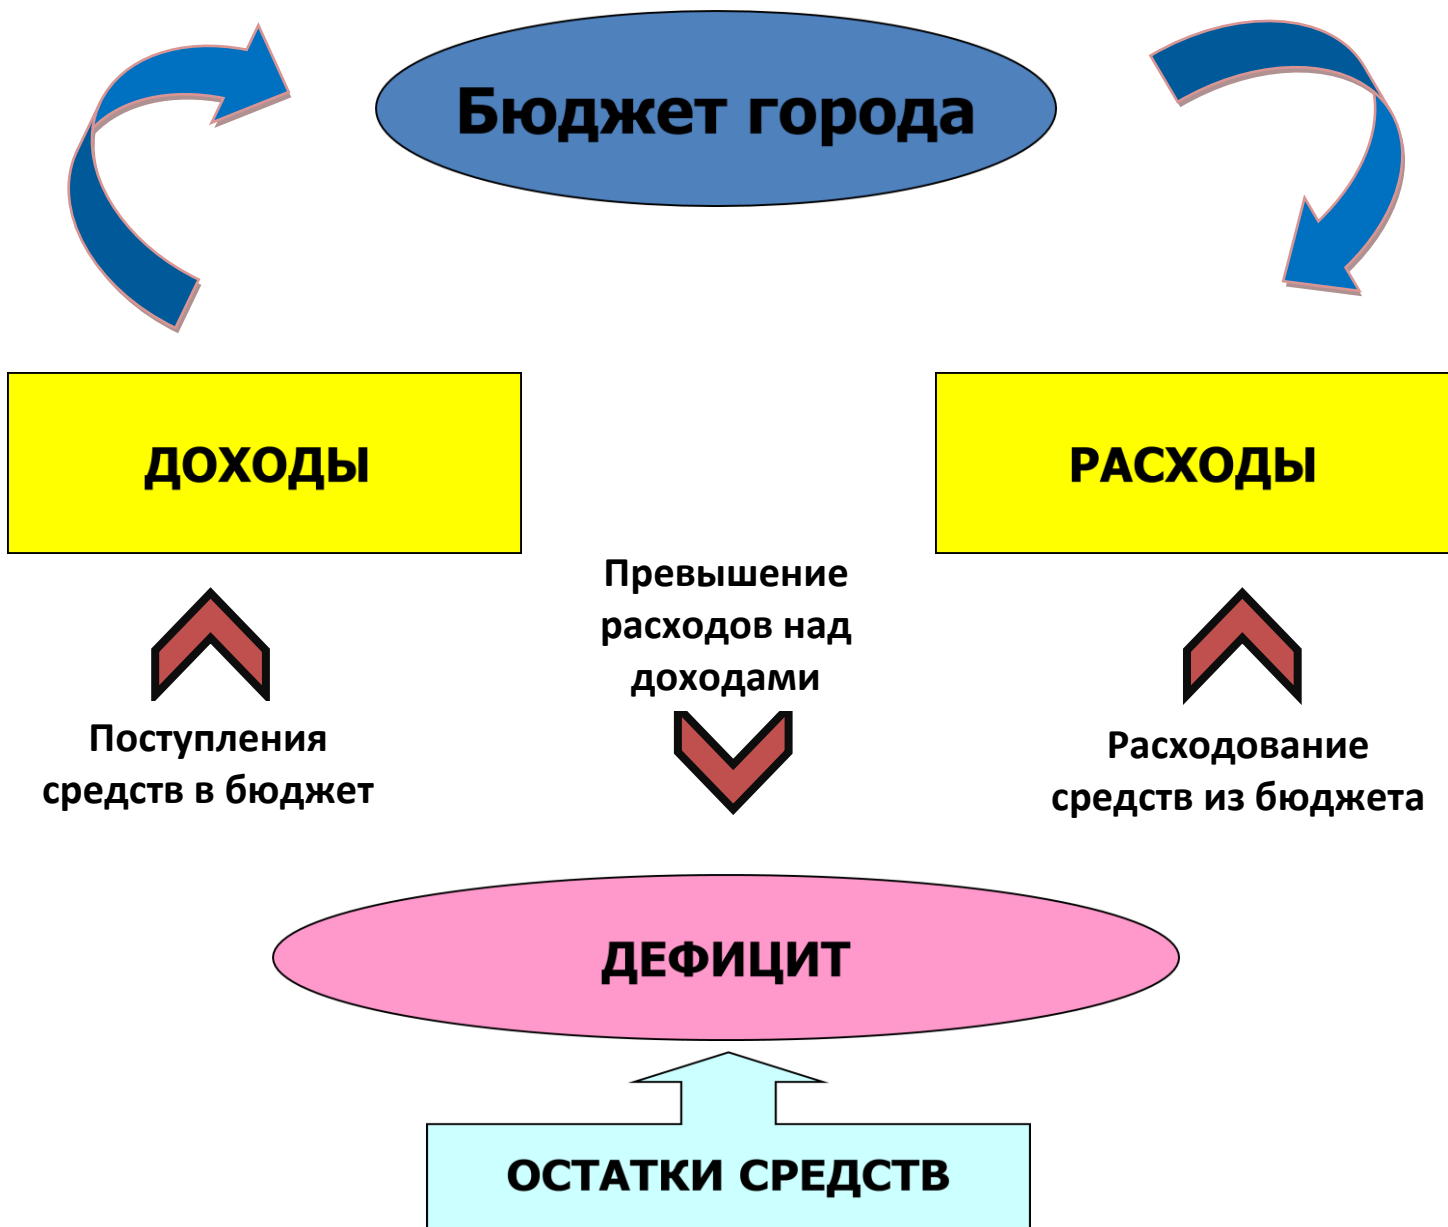 Бюджет города
ДОХОДЫ
РАСХОДЫ
Превышение
расходов над
доходами
Поступления
средств в бюджет
Расходование
средств из бюджета
ДЕФИЦИТ
ОСТАТКИ СРЕДСТВ